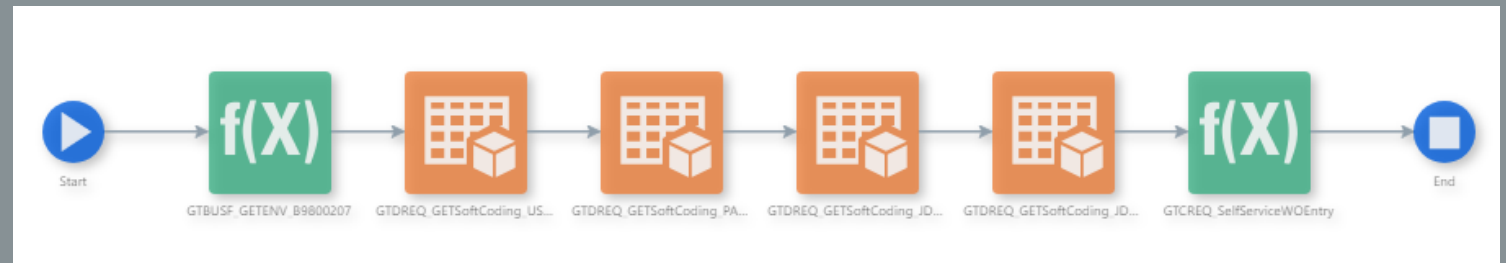 f(X)
f(X)
Start
End
GTBUSF_GETENV_B9800207
GTDREQ_GETSoftCoding_US...
GTDREQ_GETSoftCoding_PA...
GTDREQ_GETSoftCoding_JD...
GTDREQ_GETSoftCoding_JD...
GTCREQ_SelfServiceWOEntry